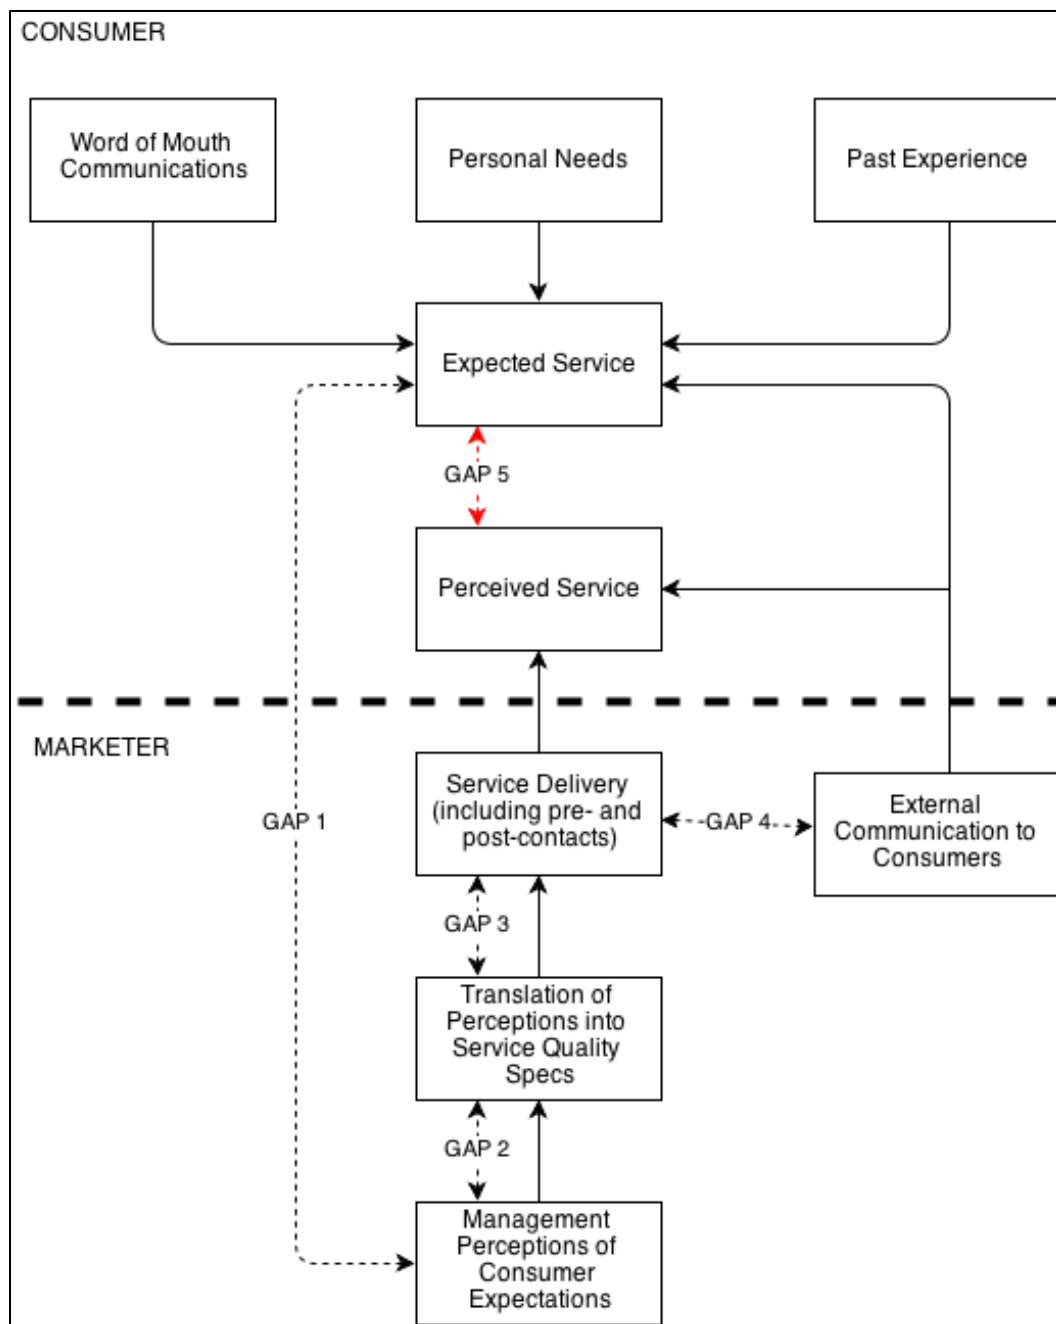 CONSUMER
Word of Mouth
Communications
Personal Needs
Past Experience
Expected Service
GAP 5
Perceived Service
MARKETER
Service Delivery
(including pre- and
post-contacts)
GAP 1
GAP 4
External
Communication to
Consumers
GAP 3
Translation of
Perceptions into
Service Quality
Specs
GAP 2
Management
Perceptions of
Consumer
Expectations